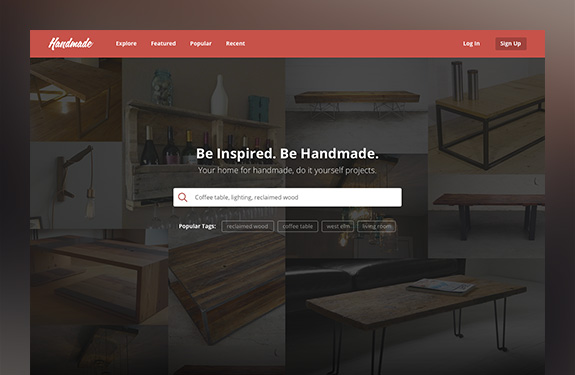 Handmade Explore Featured Popular Recent Log In Sign Up
Be Inspired. Be Handmade.
Your home for handmade, do it yourself projects.
Coffee table, lighting, reclaimed wood
Popular Tags: reclaimed wood coffee table west elm living room